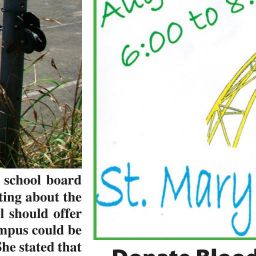 6:00 to 8:
St. Mary
school board
ting about the
l should offer
mpus could be
She stated that
Donate Blood